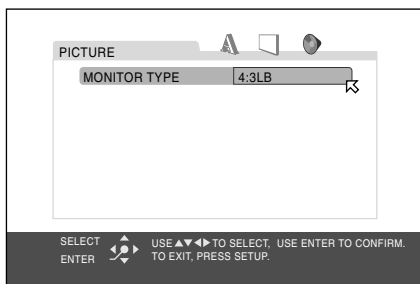 PICTURE
MONITOR TYPE 4:3LB
SELECT
ENTER
USE ▲▼◀▶ TO SELECT, USE ENTER TO CONFIRM.
TO EXIT, PRESS SETUP.